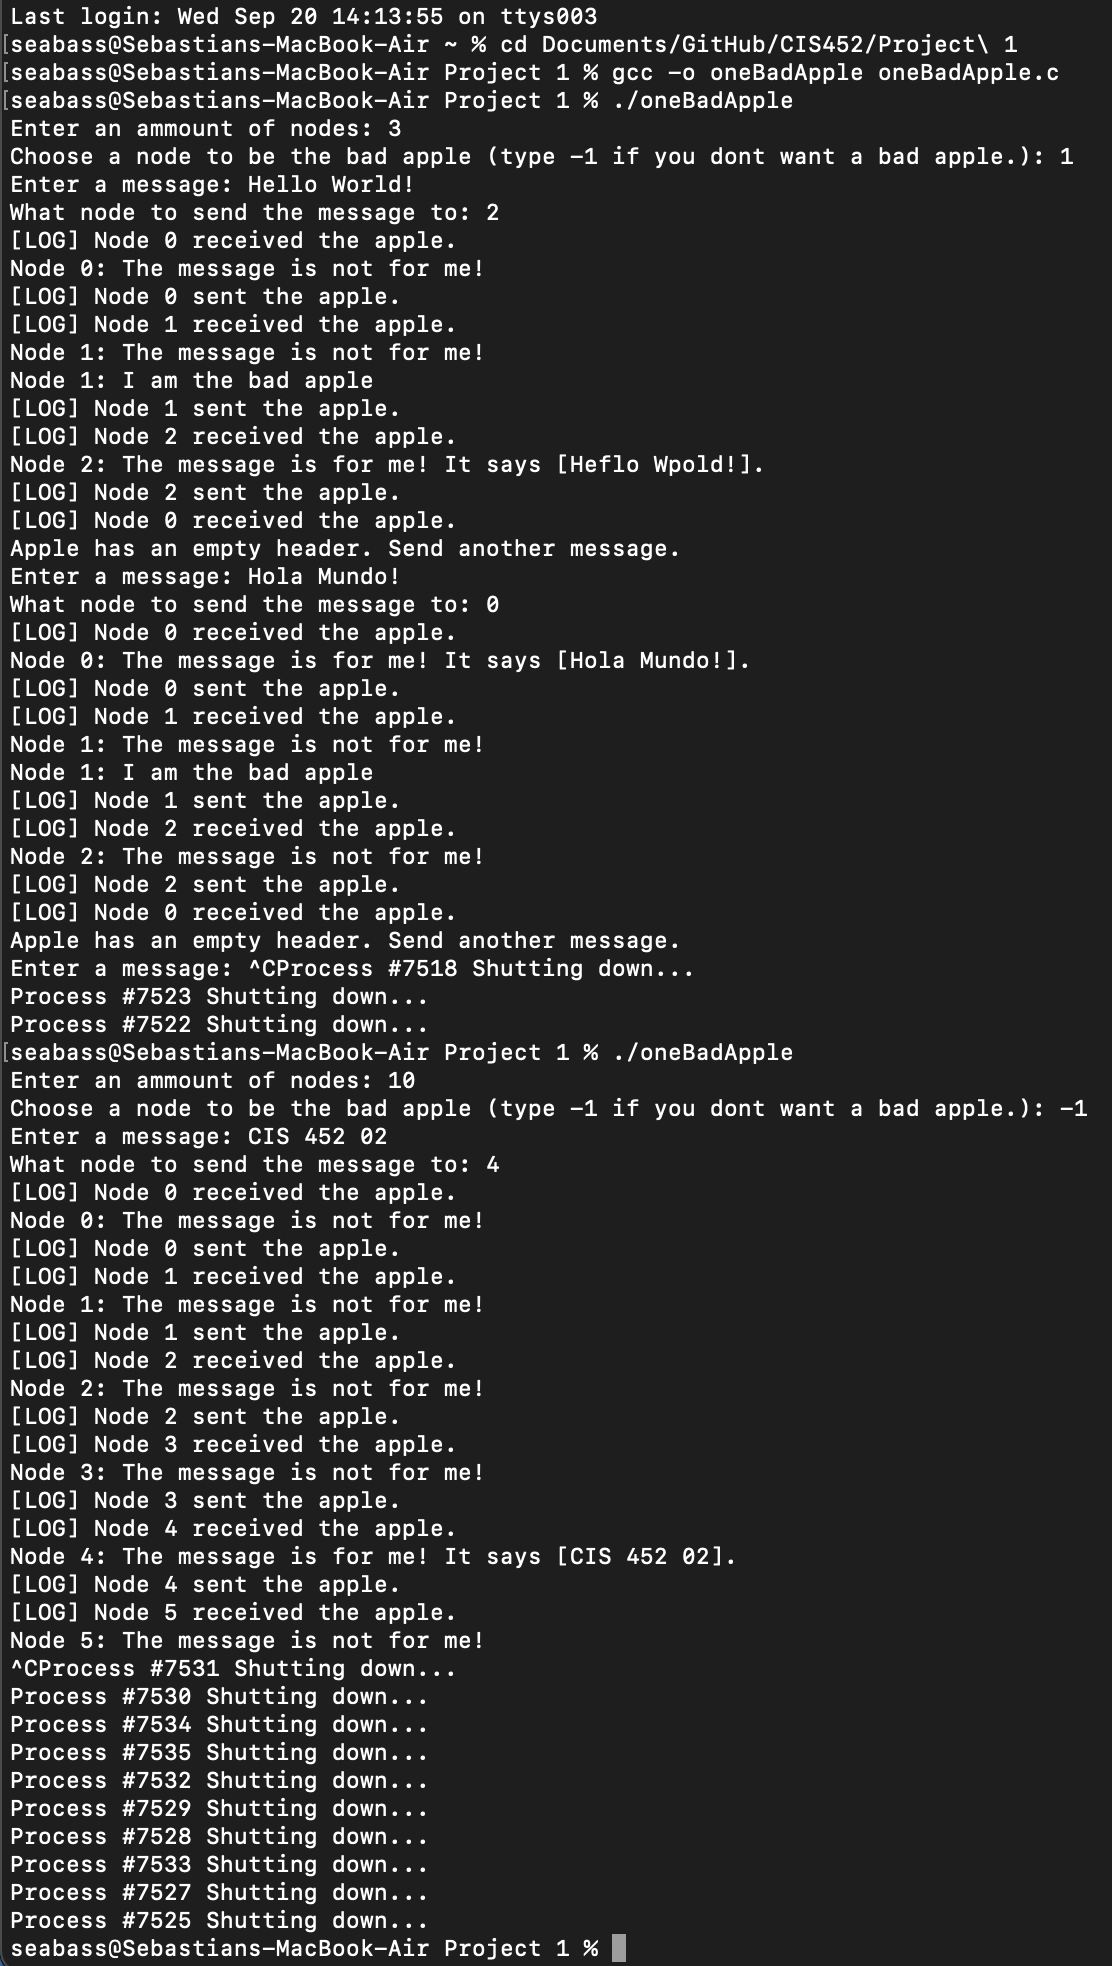 Last login: Wed Sep 20 14:13:55 on ttys003
[seabass@Sebastians-MacBook-Air ~ % cd Documents/GitHub/CIS452/Project\ 1
[seabass@Sebastians-MacBook-Air Project 1 % gcc -o oneBadApple oneBadApple.c
[seabass@Sebastians-MacBook-Air Project 1 % ./oneBadApple
Enter an ammount of nodes: 3
Choose a node to be the bad apple (type -1 if you dont want a bad apple.): 1
Enter a message: Hello World!
What node to send the message to: 2
[LOG] Node 0 received the apple.
Node 0: The message is not for me!
[LOG] Node 0 sent the apple.
[LOG] Node 1 received the apple.
Node 1: The message is not for me!
Node 1: I am the bad apple
[LOG] Node 1 sent the apple.
[LOG] Node 2 received the apple.
Node 2: The message is for me! It says [Heflo Wpold!].
[LOG] Node 2 sent the apple.
[LOG] Node 0 received the apple.
Apple has an empty header. Send another message.
Enter a message: Hola Mundo!
What node to send the message to: 0
[LOG] Node 0 received the apple.
Node 0: The message is for me! It says [Hola Mundo!].
[LOG] Node 0 sent the apple.
[LOG] Node 1 received the apple.
Node 1: The message is not for me!
Node 1: I am the bad apple
[LOG] Node 1 sent the apple.
[LOG] Node 2 received the apple.
Node 2: The message is not for me!
[LOG] Node 2 sent the apple.
[LOG] Node 0 received the apple.
Apple has an empty header. Send another message.
Enter a message: ^CProcess #7518 Shutting down...
Process #7523 Shutting down...
Process #7522 Shutting down...
[seabass@Sebastians-MacBook-Air Project 1 % ./oneBadApple
Enter an ammount of nodes: 10
Choose a node to be the bad apple (type -1 if you dont want a bad apple.): -1
Enter a message: CIS 452 02
What node to send the message to: 4
[LOG] Node 0 received the apple.
Node 0: The message is not for me!
[LOG] Node 0 sent the apple.
[LOG] Node 1 received the apple.
Node 1: The message is not for me!
[LOG] Node 1 sent the apple.
[LOG] Node 2 received the apple.
Node 2: The message is not for me!
[LOG] Node 2 sent the apple.
[LOG] Node 3 received the apple.
Node 3: The message is not for me!
[LOG] Node 3 sent the apple.
[LOG] Node 4 received the apple.
Node 4: The message is for me! It says [CIS 452 02].
[LOG] Node 4 sent the apple.
[LOG] Node 5 received the apple.
Node 5: The message is not for me!
^CProcess #7531 Shutting down...
Process #7530 Shutting down...
Process #7534 Shutting down...
Process #7535 Shutting down...
Process #7532 Shutting down...
Process #7529 Shutting down...
Process #7528 Shutting down...
Process #7533 Shutting down...
Process #7527 Shutting down...
Process #7525 Shutting down...
seabass@Sebastians-MacBook-Air Project 1 %